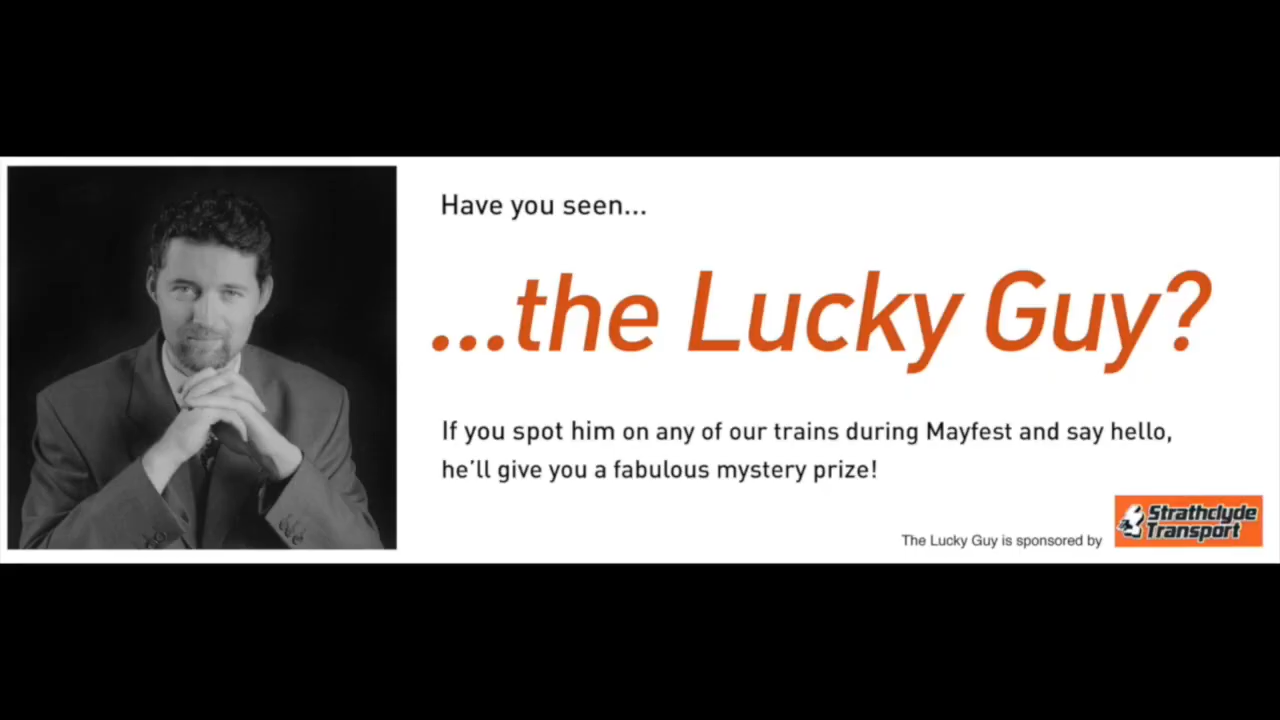 Have you seen...
...the Lucky Guy?
If you spot him on any of our trains during Mayfest and say hello,
he'll give you a fabulous mystery prize!
The Lucky Guy is sponsored by
Strathclyde
Transport